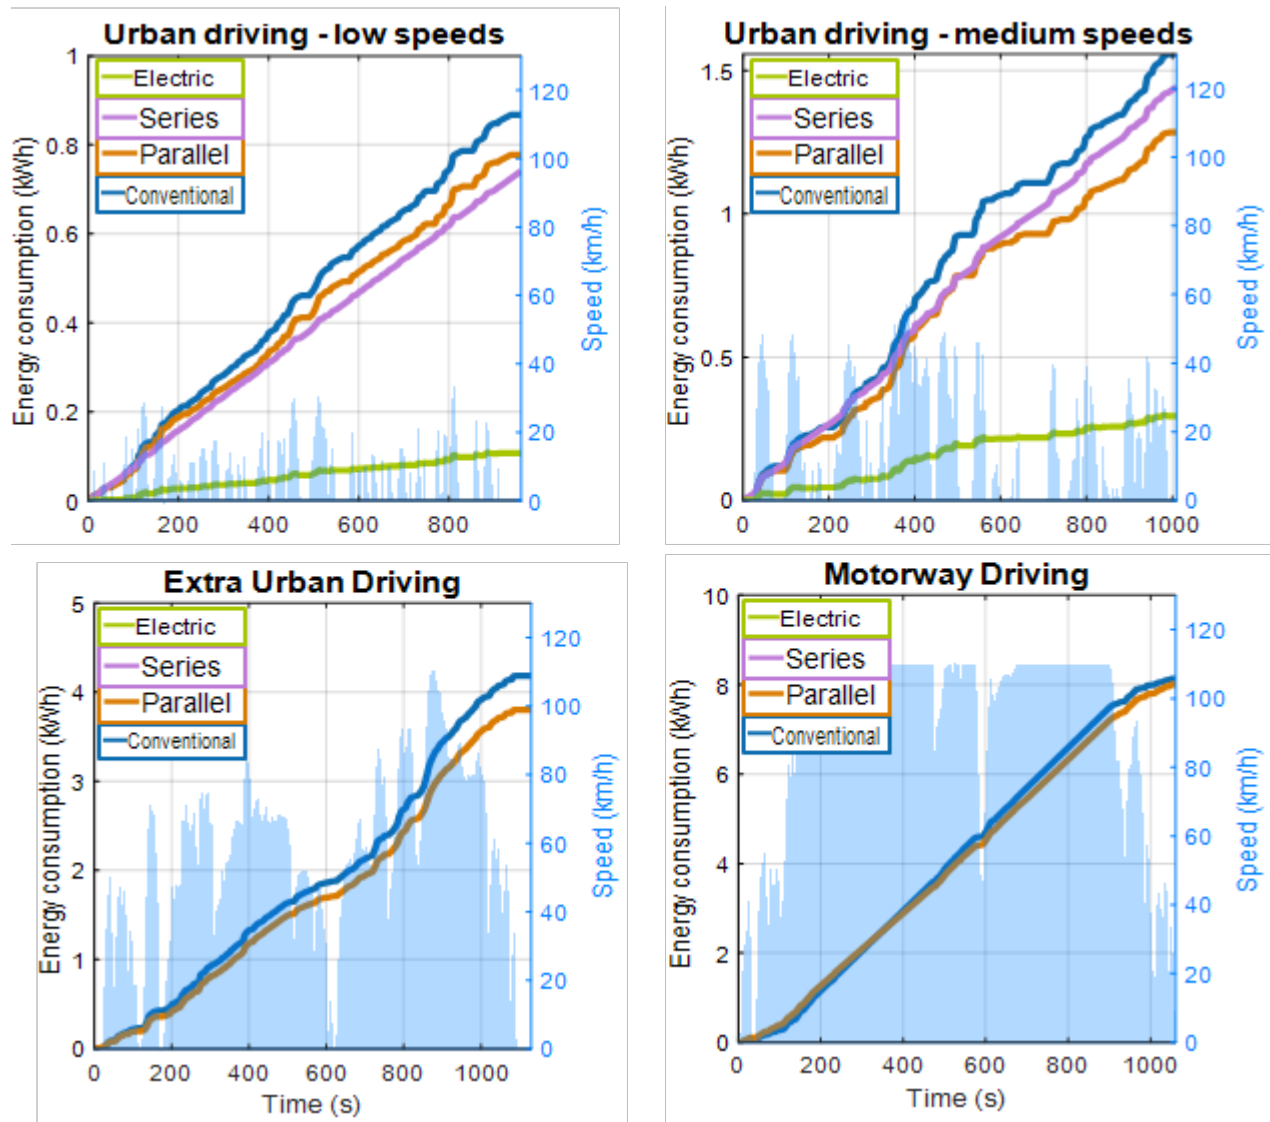 Urban driving - low speeds
1
0.8
0.6
0.4
0.2
0
Energy consumption (kWh)
Electric
Series
Parallel
Conventional
120
100
80
60
40
20
0
Speed (km/h)
0 200 400 600 800
Urban driving - medium speeds
1.5
1
0.5
0
Energy consumption (kWh)
Electric
Series
Parallel
Conventional
120
100
80
60
40
20
0
Speed (km/h)
0 200 400 600 800 1000
Extra Urban Driving
5
4
3
2
1
0
Energy consumption (kWh)
Electric
Series
Parallel
Conventional
120
100
80
60
40
20
0
Speed (km/h)
0 200 400 600 800 1000
Time (s)
Motorway Driving
10
8
6
4
2
0
Energy consumption (kWh)
Electric
Series
Parallel
Conventional
120
100
80
60
40
20
0
Speed (km/h)
0 200 400 600 800 1000
Time (s)